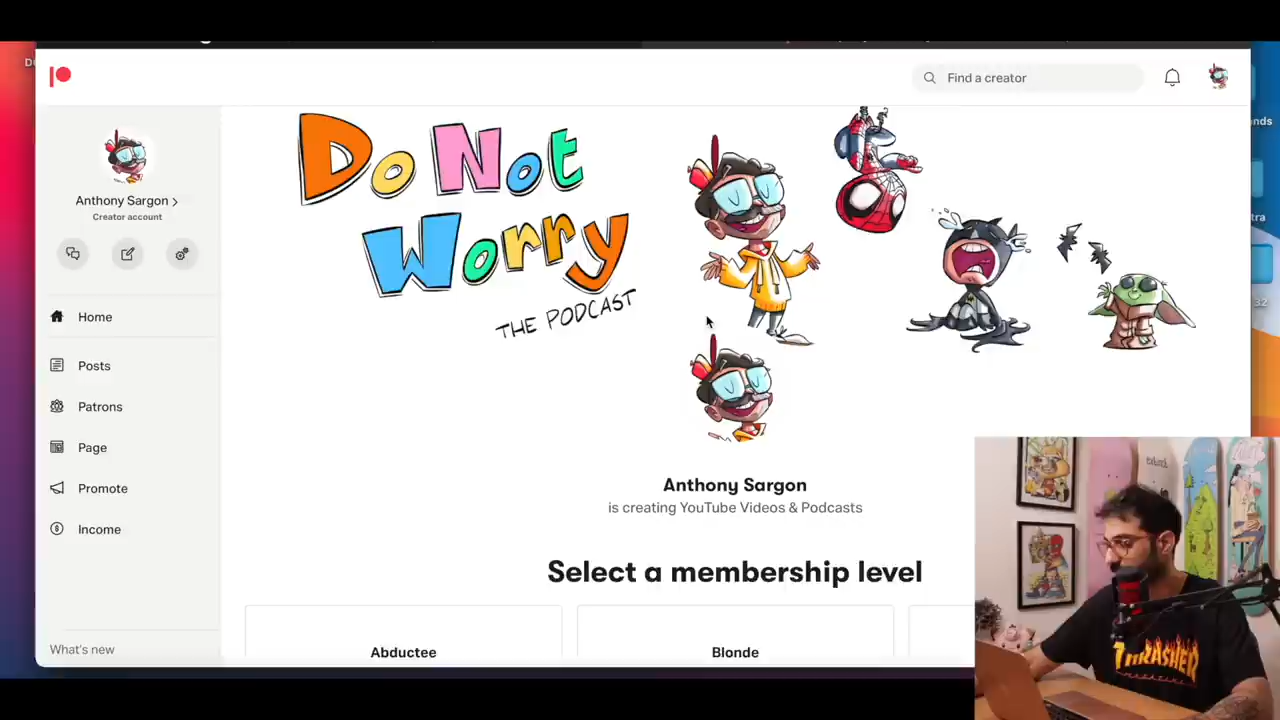 Find a creator
Do Not
Worry
THE PODCAST
Anthony Sargon
Creator account
Home
Posts
Patrons
Page
Promote
Income
What's new
Anthony Sargon
is creating YouTube Videos & Podcasts
Select a membership level
Abductee
Blonde
THRASHER